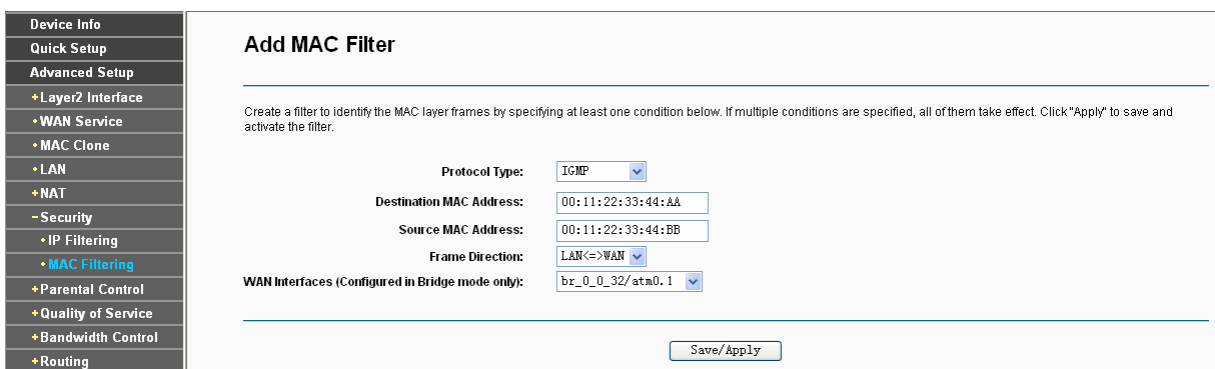 Device Info
Quick Setup
Advanced Setup
+Layer2 Interface
•WAN Service
•MAC Clone
•LAN
+NAT
-Security
•IP Filtering
•MAC Filtering
+Parental Control
+Quality of Service
+Bandwidth Control
+Routing
Add MAC Filter
Create a filter to identify the MAC layer frames by specifying at least one condition below. If multiple conditions are specified, all of them take effect. Click "Apply" to save and
activate the filter.
Protocol Type: IGMP
Destination MAC Address: 00:11:22:33:44:AA
Source MAC Address: 00:11:22:33:44:BB
Frame Direction: LAN<=>WAN
WAN Interfaces (Configured in Bridge mode only): br_0_0_32/atm0.1
Save/Apply